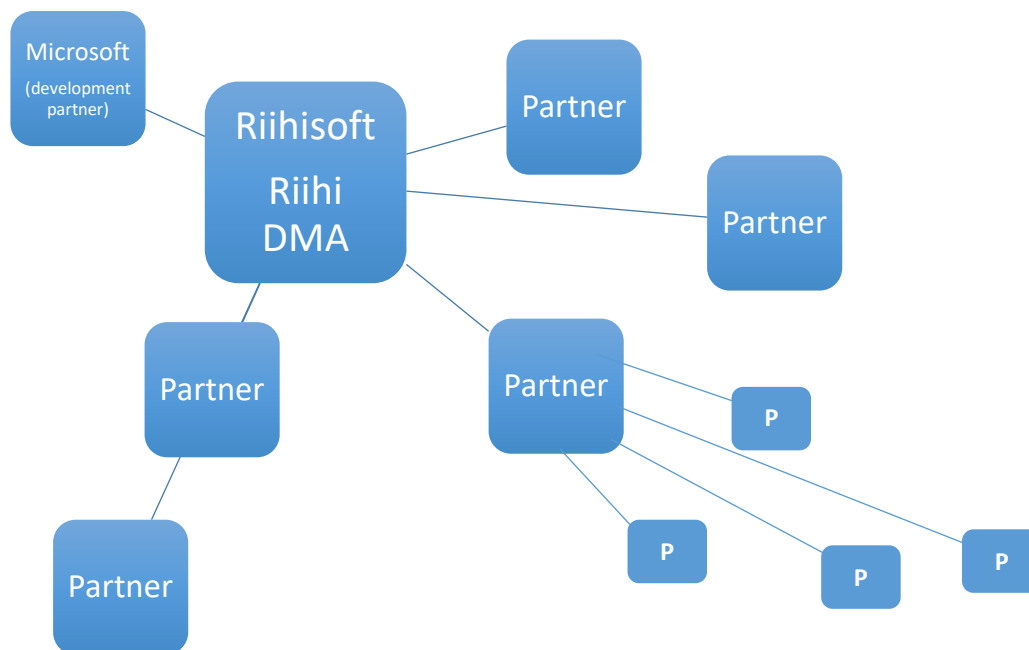 Microsoft
(development
partner)
Riihisoft
Riihi
DMA
Partner
Partner
Partner
Partner
P
P
P
P
Partner